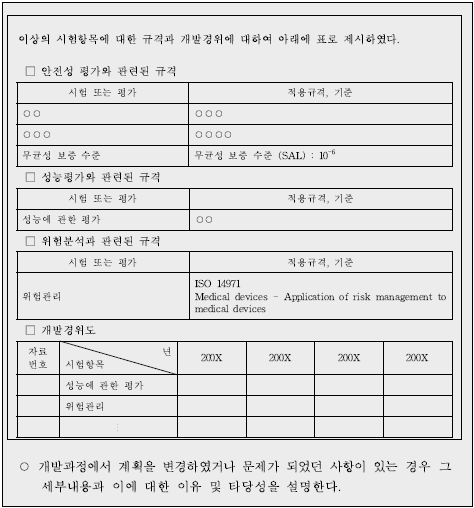 이상의 시험항목에 대한 규격과 개발경위에 대하여 아래에 표로 제시하였다.
□ 안전성 평가와 관련된 규격
시험 또는 평가 적용규격, 기준
○○ ○○○
○○○ ○○○○
무균성 보증 수준 무균성 보증 수준 (SAL) : 10⁻⁶
□ 성능평가와 관련된 규격
시험 또는 평가 적용규격, 기준
성능에 관한 평가 ○○
□ 위험분석과 관련된 규격
시험 또는 평가 적용규격, 기준
위험관리
ISO 14971
Medical devices - Application of risk management to
medical devices
□ 개발경위도
자료
번호
년
시험항목
200X 200X 200X 200X
성능에 관한 평가
위험관리
⋮
○ 개발과정에서 계획을 변경하였거나 문제가 되었던 사항이 있는 경우 그
세부내용과 이에 대한 이유 및 타당성을 설명한다.